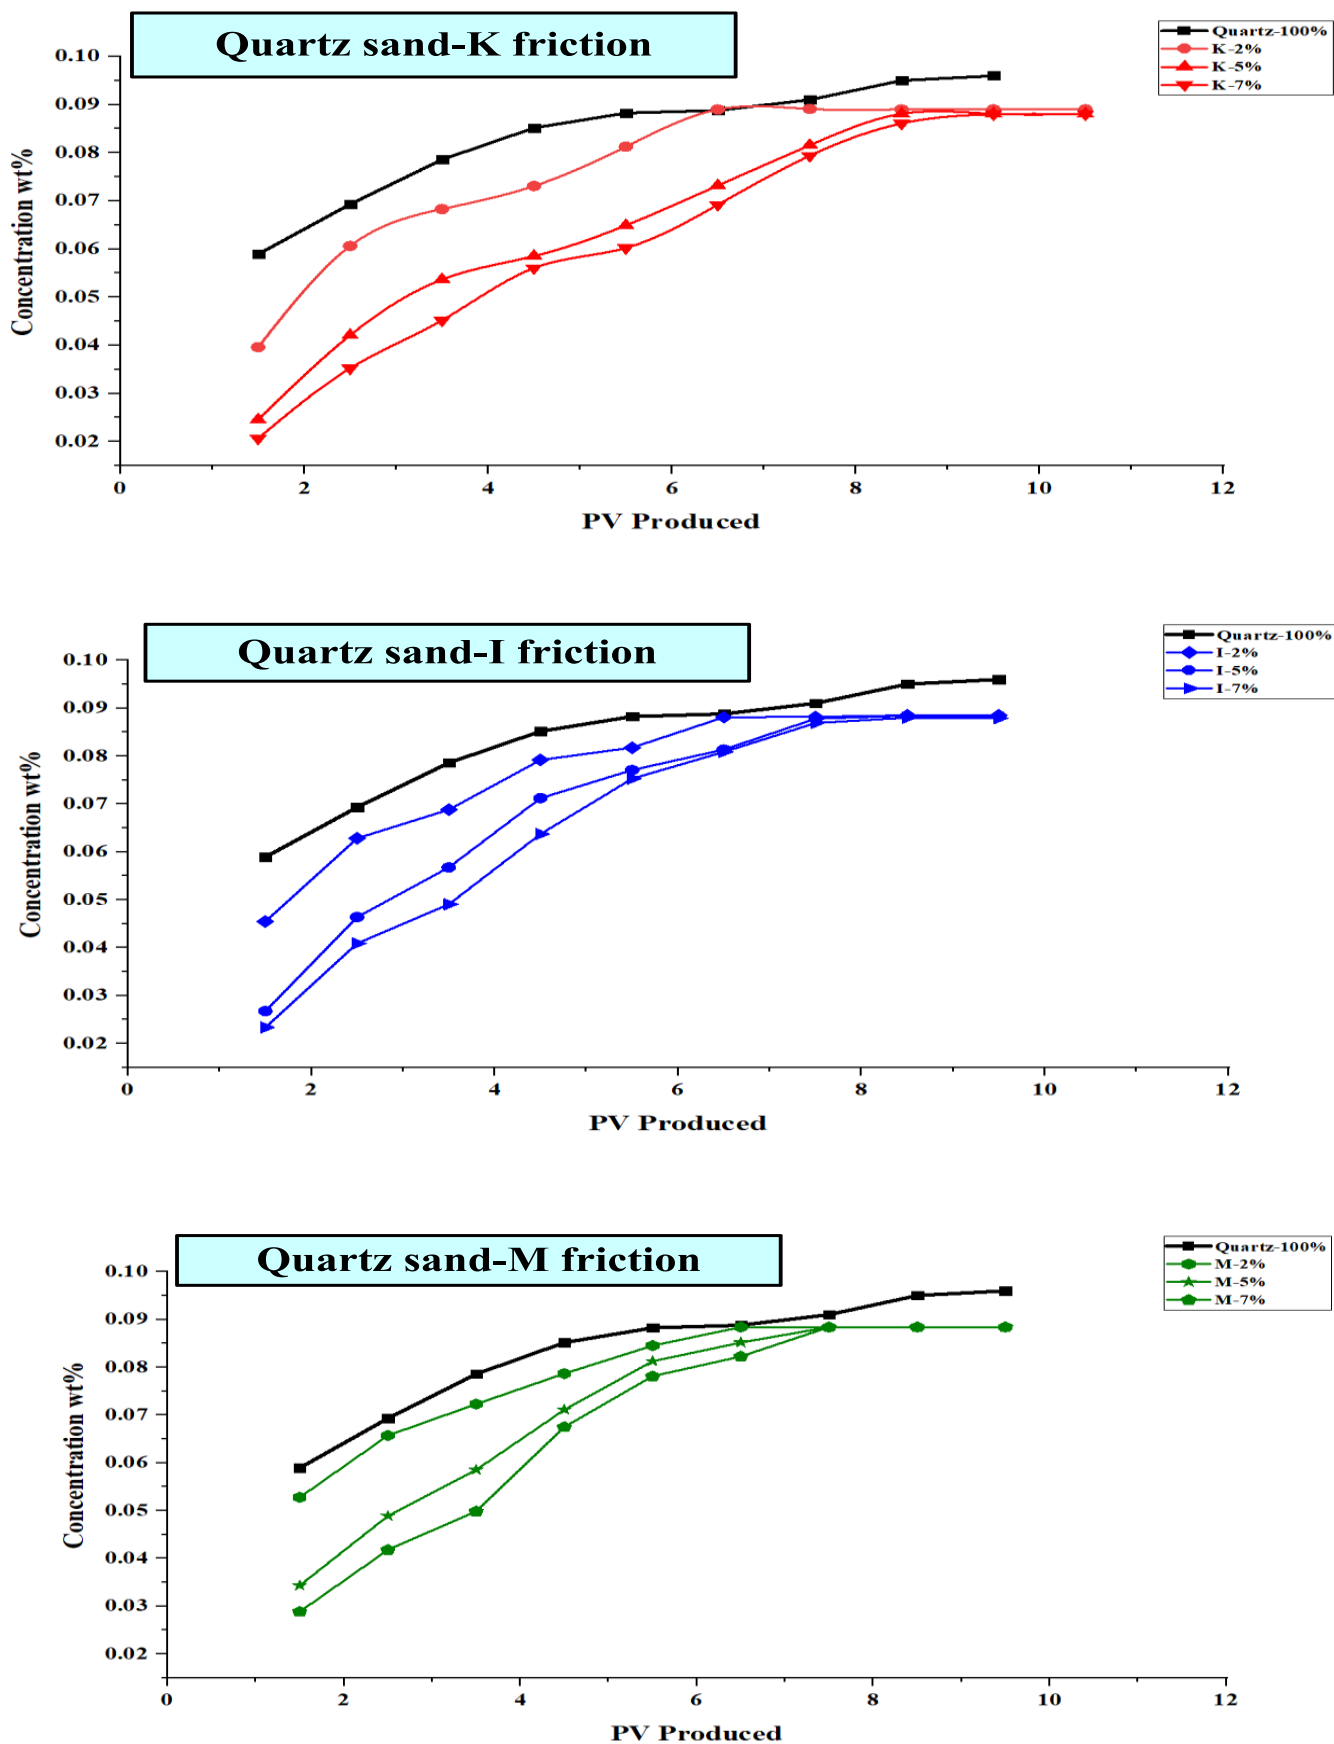 Quartz sand-K friction
Quartz-100%
K-2%
K-5%
K-7%
0.10
0.09
0.08
0.07
0.06
0.05
0.04
0.03
0.02
Concentration wt%
0 2 4 6 8 10 12
PV Produced
Quartz sand-I friction
Quartz-100%
I-2%
I-5%
I-7%
0.10
0.09
0.08
0.07
0.06
0.05
0.04
0.03
0.02
Concentration wt%
0 2 4 6 8 10 12
PV Produced
Quartz sand-M friction
Quartz-100%
M-2%
M-5%
M-7%
0.10
0.09
0.08
0.07
0.06
0.05
0.04
0.03
0.02
Concentration wt%
0 2 4 6 8 10 12
PV Produced